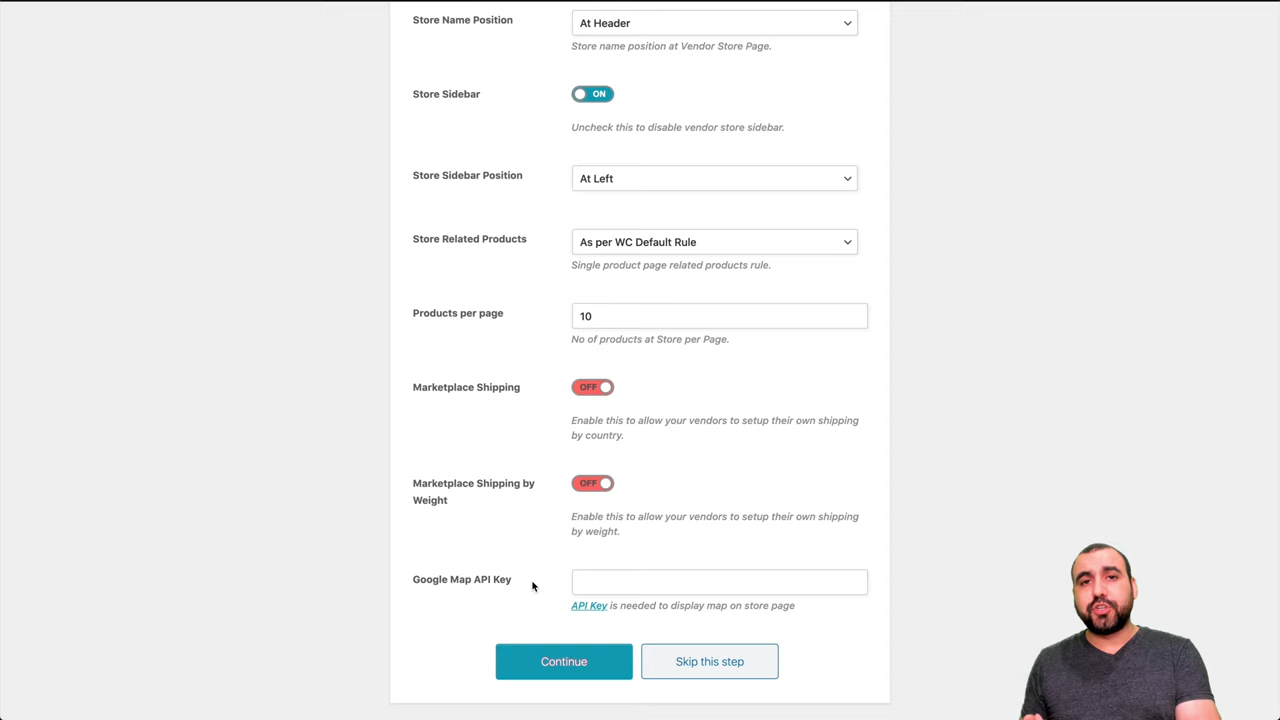 Store Name Position
At Header
Store name position at Vendor Store Page.
Store Sidebar
ON
Uncheck this to disable vendor store sidebar.
Store Sidebar Position
At Left
Store Related Products
As per WC Default Rule
Single product page related products rule.
Products per page
10
No of products at Store per Page.
Marketplace Shipping
OFF
Enable this to allow your vendors to setup their own shipping
by country.
Marketplace Shipping by
Weight
OFF
Enable this to allow your vendors to setup their own shipping
by weight.
Google Map API Key
API Key is needed to display map on store page
Continue
Skip this step